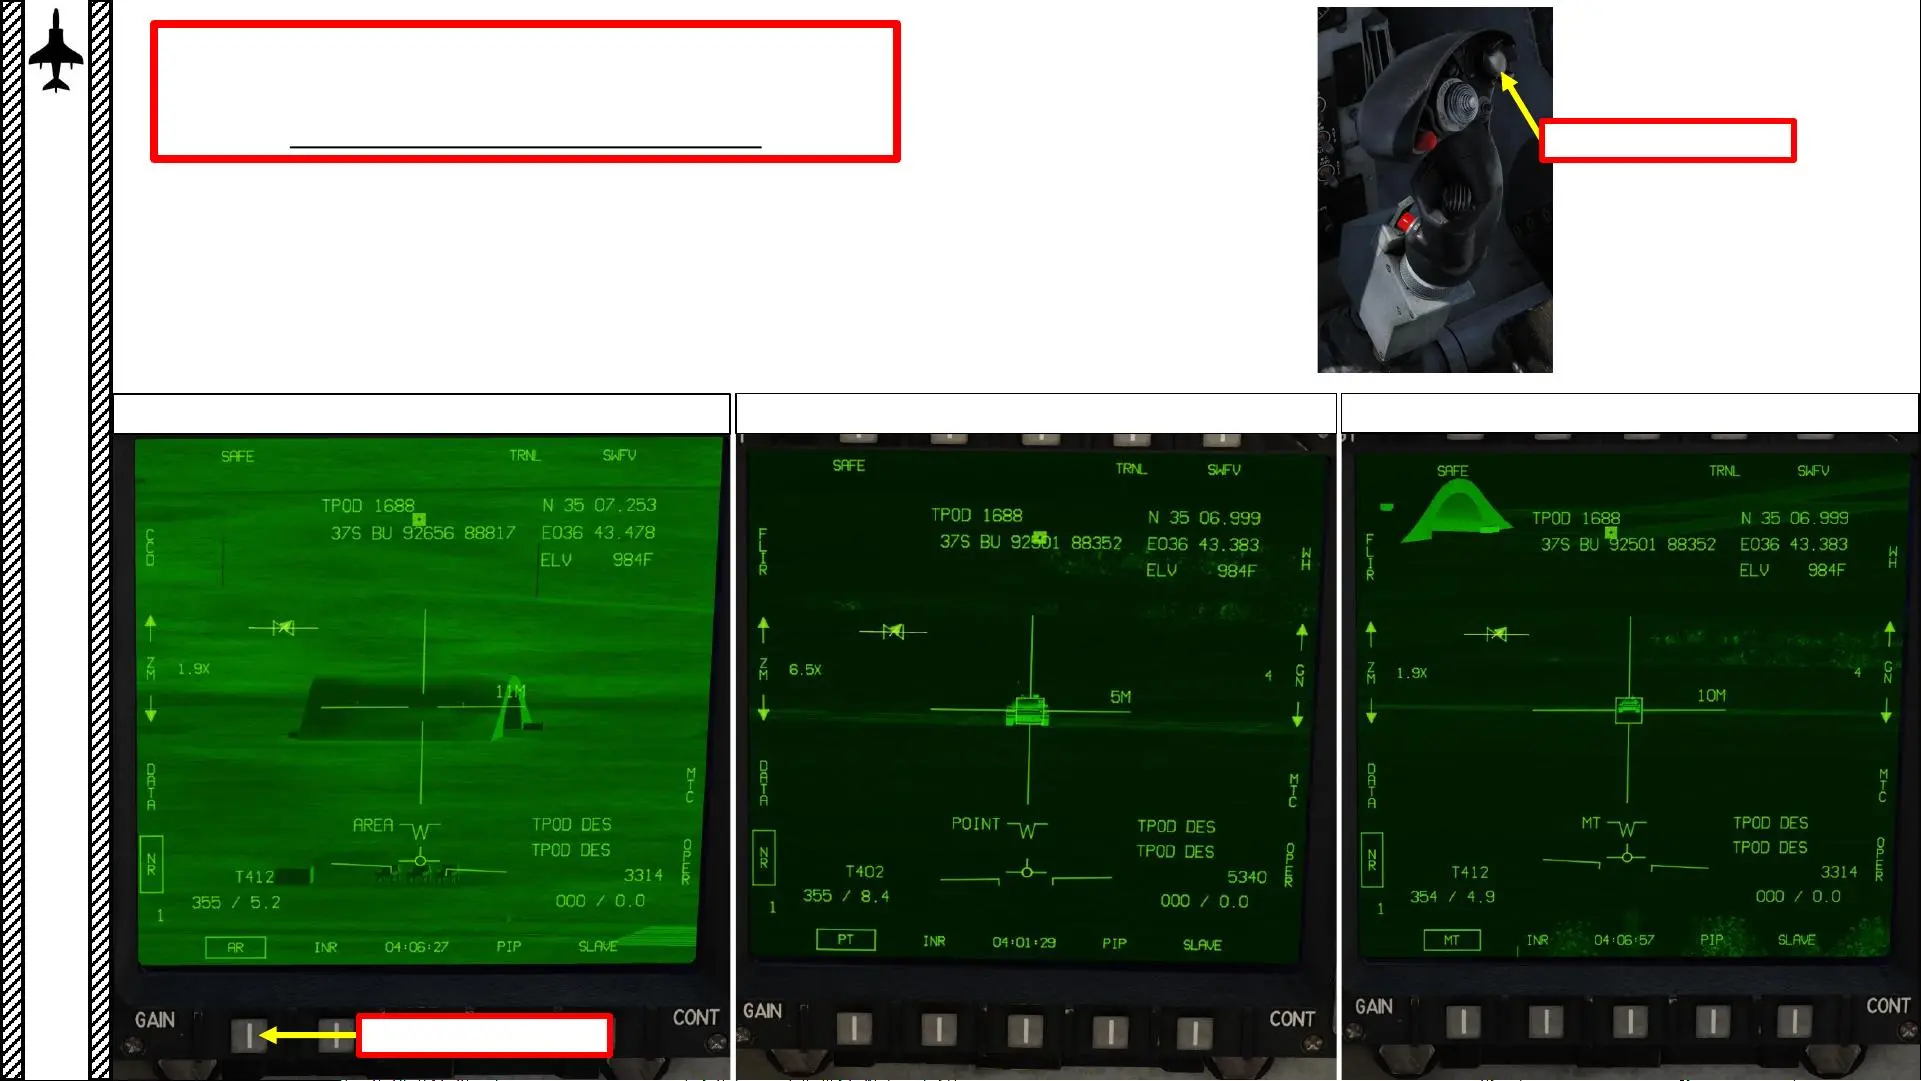 SAFE TRNL SWFV
TPOD 1688 N 35 07.253
37S BU 92656 88817 E036 43.478
ELV 984F
CCD
ZM 1.9X
11M
DATA MTC
AREA W TPOD DES
TPOD DES
NR OPER
T412 3314
355 / 5.2 000 / 0.0
1
AR INR 04:06:27 PIP SLAVE
GAIN CONT
SAFE TRNL SWFV
TPOD 1688 N 35 06.999
37S BU 92501 88352 E036 43.383
ELV 984F
FLIR WH
ZM 6.5X 4 GN
5M
DATA MTC
POINT W TPOD DES
TPOD DES
NR OPER
T402 5340
355 / 8.4 000 / 0.0
1
PT INR 04:01:29 PIP SLAVE
GAIN CONT
SAFE TRNL SWFV
TPOD 1688 N 35 06.999
37S BU 92501 88352 E036 43.383
ELV 984F
FLIR WH
ZM 1.9X 4 GN
10M
DATA MTC
MT W TPOD DES
TPOD DES
NR OPER
T412 3314
354 / 4.9 000 / 0.0
1
MT INR 04:06:57 PIP SLAVE
GAIN CONT